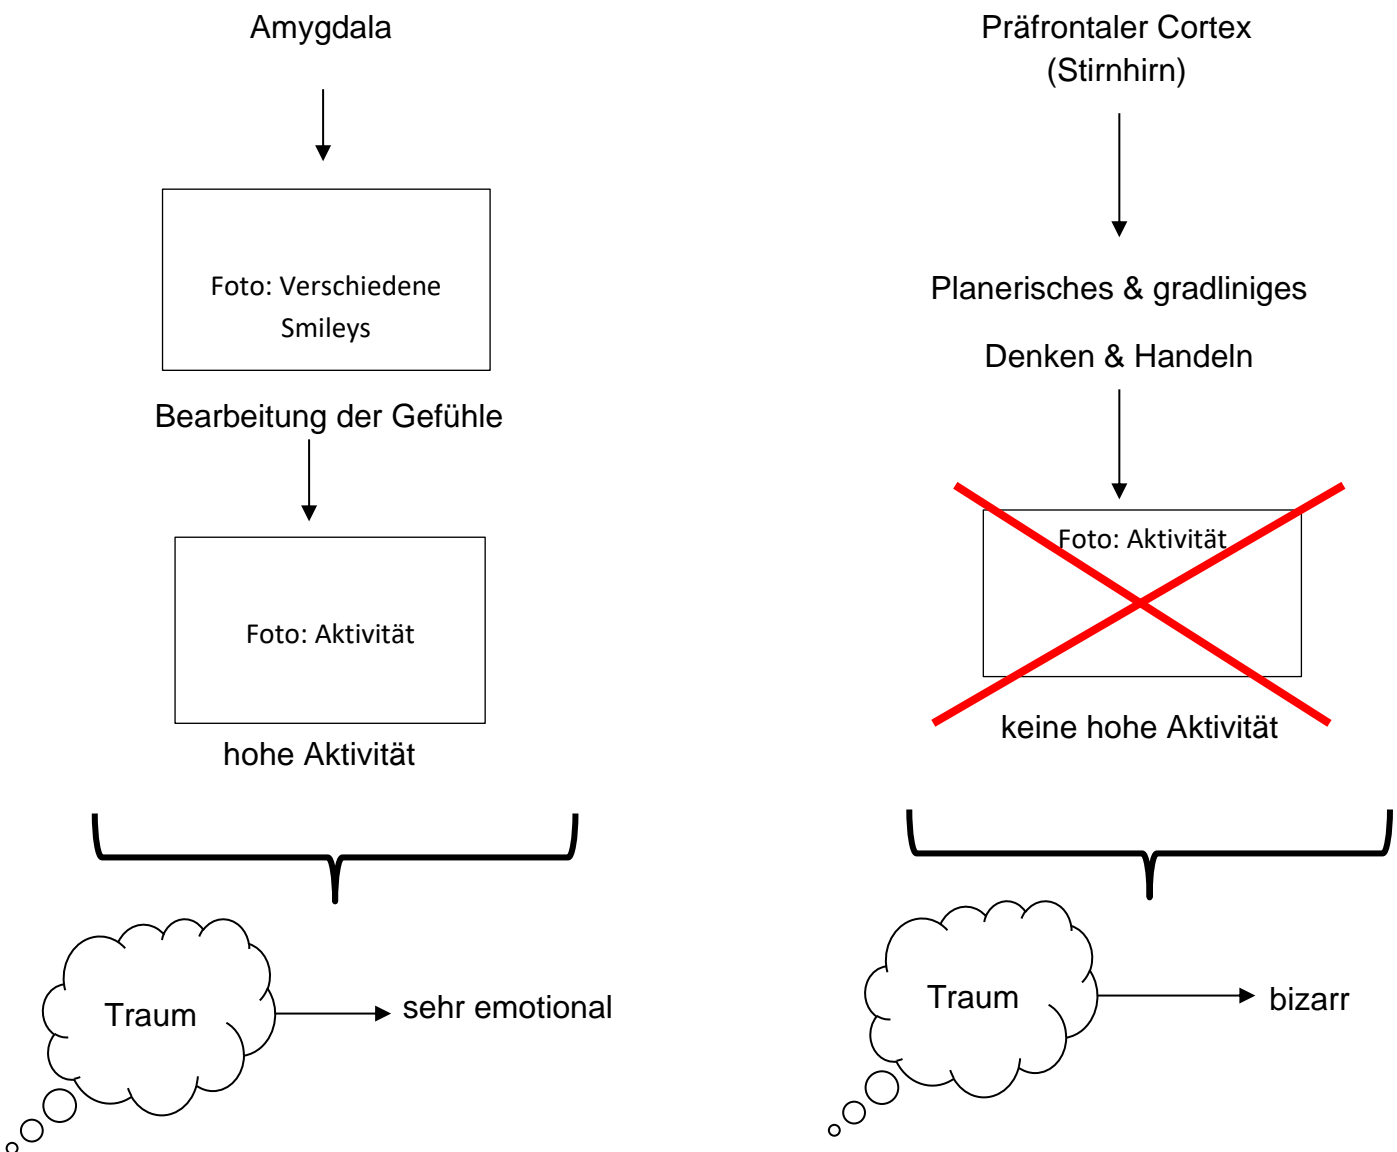 Amygdala
Foto: Verschiedene
Smileys
Bearbeitung der Gefühle
Foto: Aktivität
hohe Aktivität
Traum
sehr emotional
Präfrontaler Cortex
(Stirnhirn)
Planerisches & gradliniges
Denken & Handeln
Foto: Aktivität
keine hohe Aktivität
Traum
bizarr